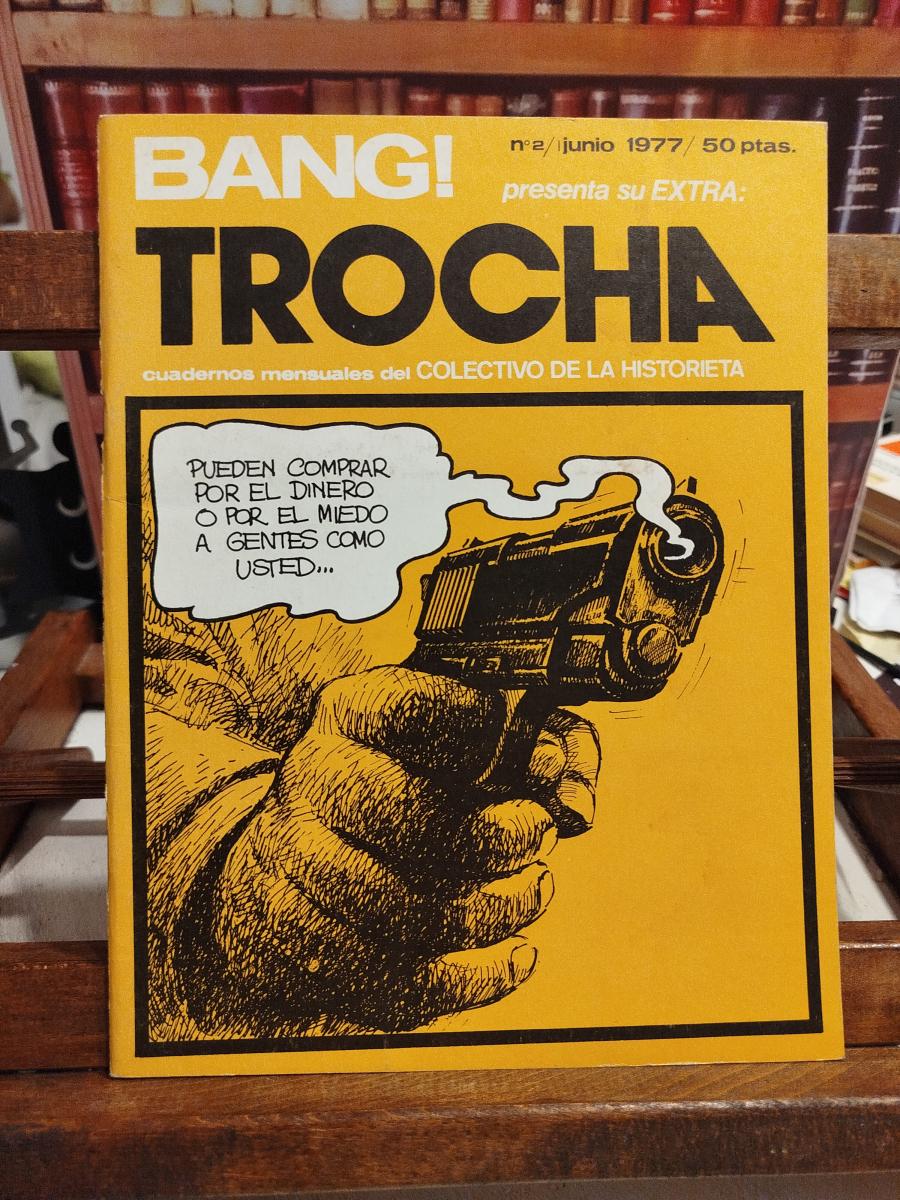 BANG!
nº2/junio 1977/ 50 ptas.
presenta su EXTRA:
TROCHA
cuadernos mensuales del COLECTIVO DE LA HISTORIETA
PUEDEN COMPRAR
POR EL DINERO
O POR EL MIEDO
A GENTES COMO
USTED...